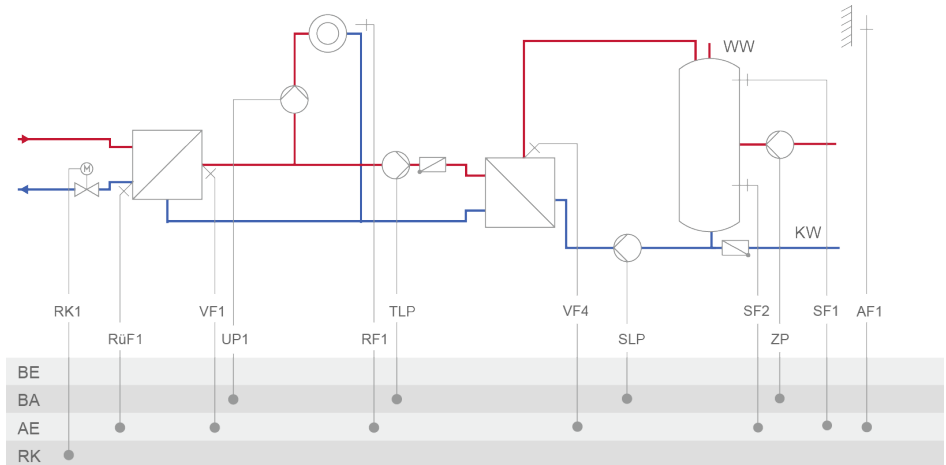 WW
M
KW
RK1 VF1 TLP VF4 SF2 SF1 AF1
RüF1 UP1 RF1 SLP ZP
BE
BA
AE
RK